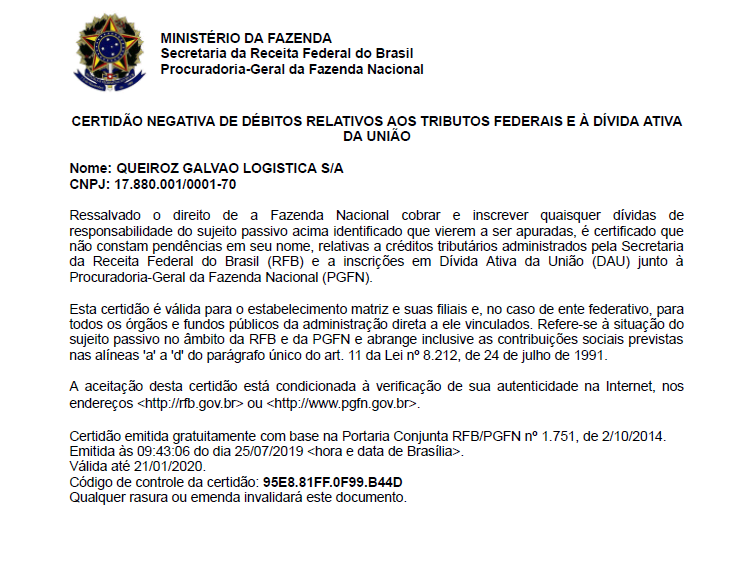 MINISTÉRIO DA FAZENDA
Secretaria da Receita Federal do Brasil
Procuradoria-Geral da Fazenda Nacional
CERTIDÃO NEGATIVA DE DÉBITOS RELATIVOS AOS TRIBUTOS FEDERAIS E À DÍVIDA ATIVA
DA UNIÃO
Nome: QUEIROZ GALVAO LOGISTICA S/A
CNPJ: 17.880.001/0001-70
Ressalvado o direito de a Fazenda Nacional cobrar e inscrever quaisquer dívidas de
responsabilidade do sujeito passivo acima identificado que vierem a ser apuradas, é certificado que
não constam pendências em seu nome, relativas a créditos tributários administrados pela Secretaria
da Receita Federal do Brasil (RFB) e a inscrições em Dívida Ativa da União (DAU) junto à
Procuradoria-Geral da Fazenda Nacional (PGFN).
Esta certidão é válida para o estabelecimento matriz e suas filiais e, no caso de ente federativo, para
todos os órgãos e fundos públicos da administração direta a ele vinculados. Refere-se à situação do
sujeito passivo no âmbito da RFB e da PGFN e abrange inclusive as contribuições sociais previstas
nas alíneas 'a' a 'd' do parágrafo único do art. 11 da Lei nº 8.212, de 24 de julho de 1991.
A aceitação desta certidão está condicionada à verificação de sua autenticidade na Internet, nos
endereços <http://rfb.gov.br> ou <http://www.pgfn.gov.br>.
Certidão emitida gratuitamente com base na Portaria Conjunta RFB/PGFN nº 1.751, de 2/10/2014.
Emitida às 09:43:06 do dia 25/07/2019 <hora e data de Brasília>.
Válida até 21/01/2020.
Código de controle da certidão: 95E8.81FF.0F99.B44D
Qualquer rasura ou emenda invalidará este documento.